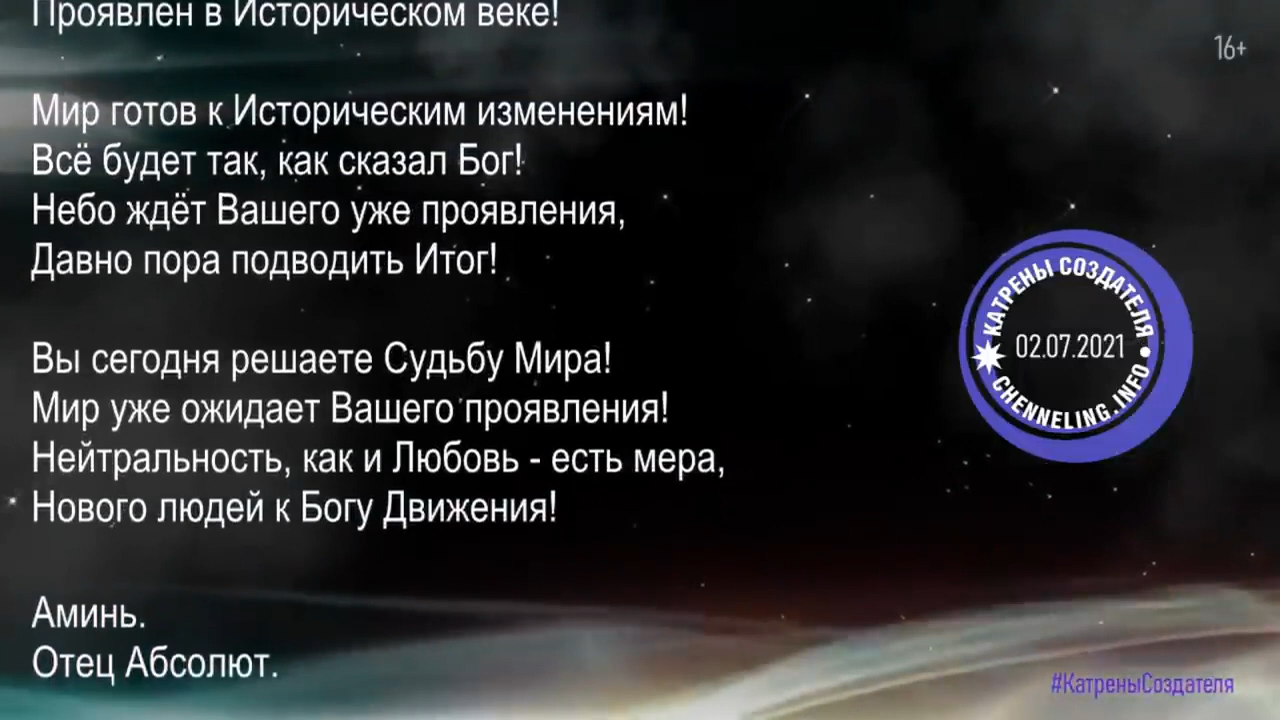 Проявлен в Историческом веке!
16+
Мир готов к Историческим изменениям!
Всё будет так, как сказал Бог!
Небо ждёт Вашего уже проявления,
Давно пора подводить Итог!
Вы сегодня решаете Судьбу Мира!
Мир уже ожидает Вашего проявления!
Нейтральность, как и Любовь - есть мера,
Нового людей к Богу Движения!
Аминь.
Отец Абсолют.
КАТРЕНЫ СОЗДАТЕЛЯ
02.07.2021
CHENNELING.INFO
#КатреныСоздателя